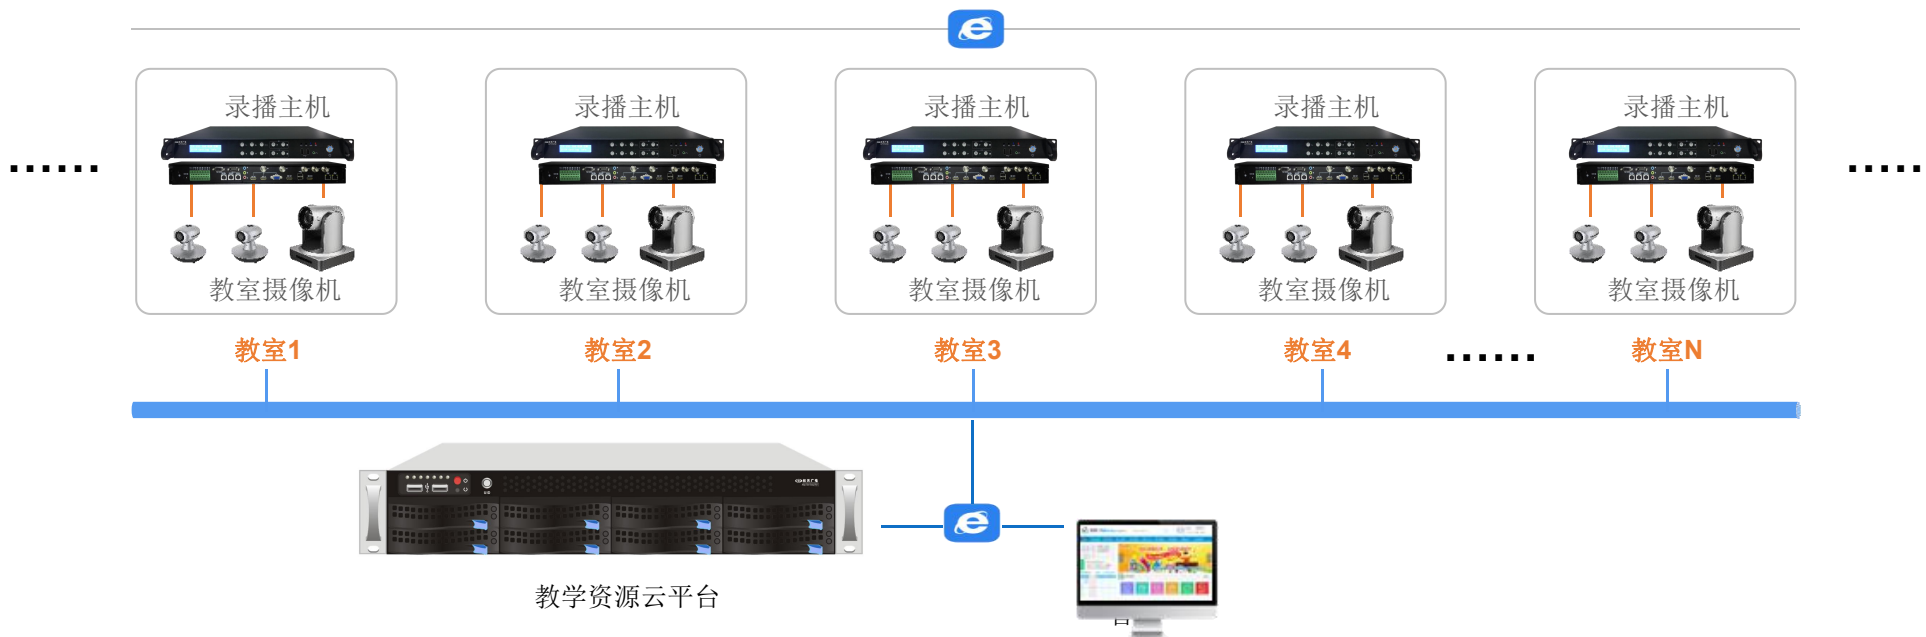 录播主机 录播主机 录播主机 录播主机 录播主机
…… ……
教室摄像机 教室摄像机 教室摄像机 教室摄像机 教室摄像机
教室1 教室2 教室3 教室4 …… 教室N
教学资源云平台